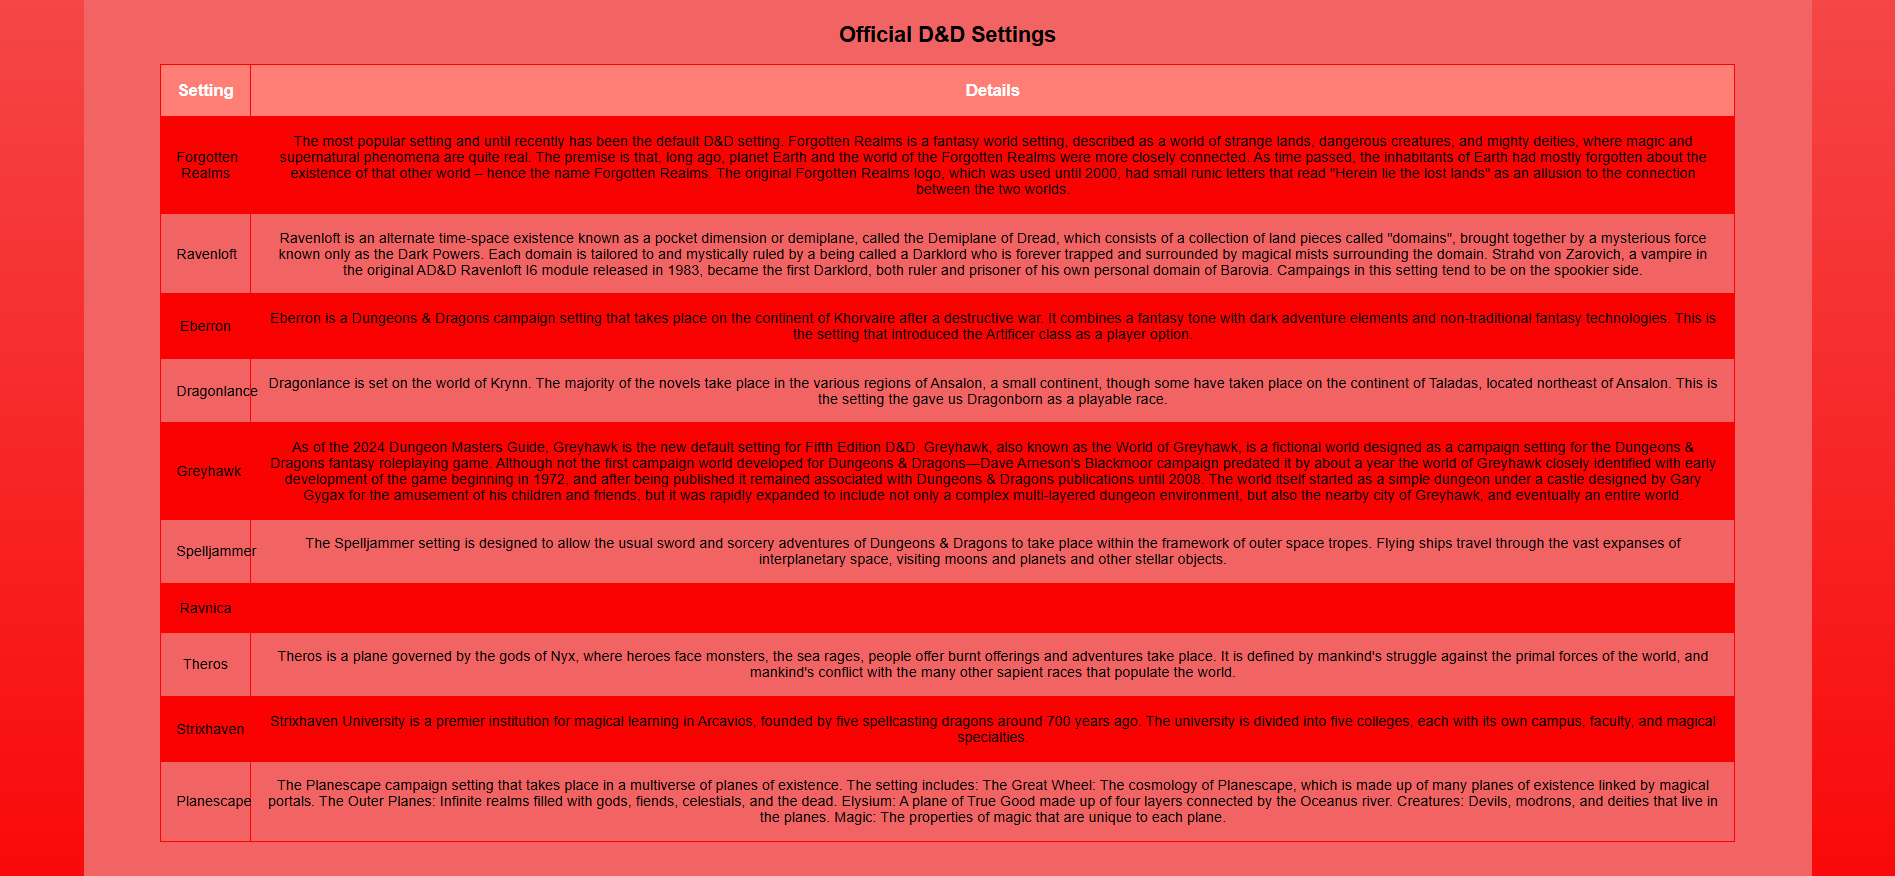 Official D&D Settings
Setting
Details
Forgotten
Realms
The most popular setting and until recently has been the default D&D setting. Forgotten Realms is a fantasy world setting, described as a world of strange lands, dangerous creatures, and mighty deities, where magic and
supernatural phenomena are quite real. The premise is that, long ago, planet Earth and the world of the Forgotten Realms were more closely connected. As time passed, the inhabitants of Earth had mostly forgotten about the
existence of that other world – hence the name Forgotten Realms. The original Forgotten Realms logo, which was used until 2000, had small runic letters that read "Herein lie the lost lands" as an allusion to the connection
between the two worlds.
Ravenloft
Ravenloft is an alternate time-space existence known as a pocket dimension or demiplane, called the Demiplane of Dread, which consists of a collection of land pieces called "domains", brought together by a mysterious force
known only as the Dark Powers. Each domain is tailored to and mystically ruled by a being called a Darklord who is forever trapped and surrounded by magical mists surrounding the domain. Strahd von Zarovich, a vampire in
the original AD&D Ravenloft I6 module released in 1983, became the first Darklord, both ruler and prisoner of his own personal domain of Barovia. Campaings in this setting tend to be on the spookier side.
Eberron
Eberron is a Dungeons & Dragons campaign setting that takes place on the continent of Khorvaire after a destructive war. It combines a fantasy tone with dark adventure elements and non-traditional fantasy technologies. This is
the setting that introduced the Artificer class as a player option.
Dragonlance
Dragonlance is set on the world of Krynn. The majority of the novels take place in the various regions of Ansalon, a small continent, though some have taken place on the continent of Taladas, located northeast of Ansalon. This is
the setting the gave us Dragonborn as a playable race.
Greyhawk
As of the 2024 Dungeon Masters Guide, Greyhawk is the new default setting for Fifth Edition D&D. Greyhawk, also known as the World of Greyhawk, is a fictional world designed as a campaign setting for the Dungeons &
Dragons fantasy roleplaying game. Although not the first campaign world developed for Dungeons & Dragons—Dave Arneson's Blackmoor campaign predated it by about a year the world of Greyhawk closely identified with early
development of the game beginning in 1972, and after being published it remained associated with Dungeons & Dragons publications until 2008. The world itself started as a simple dungeon under a castle designed by Gary
Gygax for the amusement of his children and friends, but it was rapidly expanded to include not only a complex multi-layered dungeon environment, but also the nearby city of Greyhawk, and eventually an entire world.
Spelljammer
The Spelljammer setting is designed to allow the usual sword and sorcery adventures of Dungeons & Dragons to take place within the framework of outer space tropes. Flying ships travel through the vast expanses of
interplanetary space, visiting moons and planets and other stellar objects.
Ravnica
Theros
Theros is a plane governed by the gods of Nyx, where heroes face monsters, the sea rages, people offer burnt offerings and adventures take place. It is defined by mankind's struggle against the primal forces of the world, and
mankind's conflict with the many other sapient races that populate the world.
Strixhaven
Strixhaven University is a premier institution for magical learning in Arcavios, founded by five spellcasting dragons around 700 years ago. The university is divided into five colleges, each with its own campus, faculty, and magical
specialties.
Planescape
The Planescape campaign setting that takes place in a multiverse of planes of existence. The setting includes: The Great Wheel: The cosmology of Planescape, which is made up of many planes of existence linked by magical
portals. The Outer Planes: Infinite realms filled with gods, fiends, celestials, and the dead. Elysium: A plane of True Good made up of four layers connected by the Oceanus river. Creatures: Devils, modrons, and deities that live in
the planes. Magic: The properties of magic that are unique to each plane.